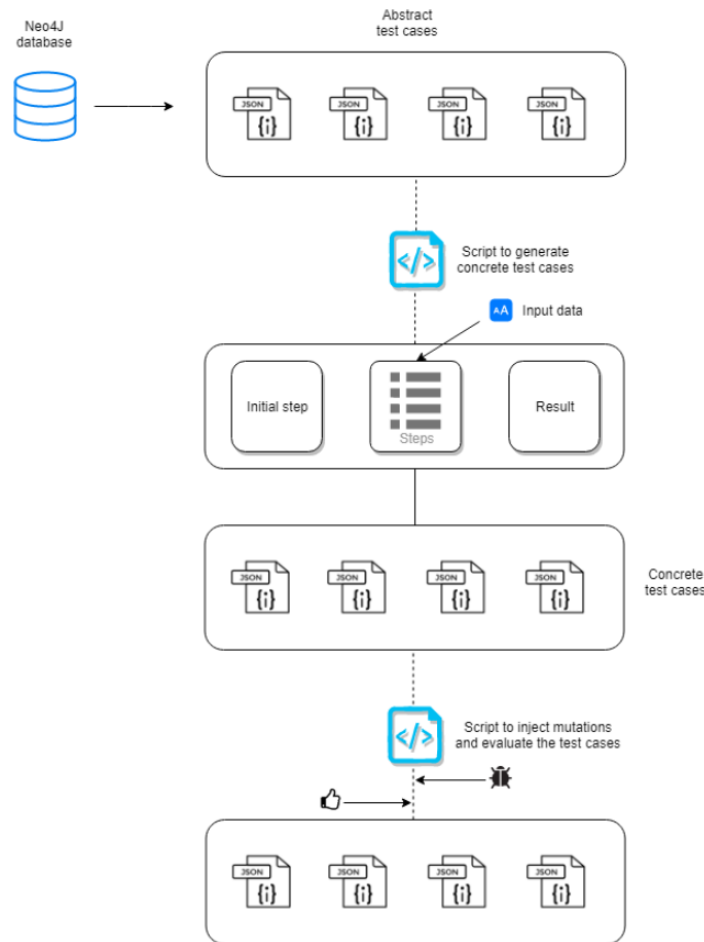 Abstract
test cases
Neo4J
database
JSON
{i}
JSON
{i}
JSON
{i}
JSON
{i}
</>
Script to generate
concrete test cases
AA
Input data
Initial step
Steps
Result
JSON
{i}
JSON
{i}
JSON
{i}
JSON
{i}
Concrete
test cases
</>
Script to inject mutations
and evaluate the test cases
JSON
{i}
JSON
{i}
JSON
{i}
JSON
{i}